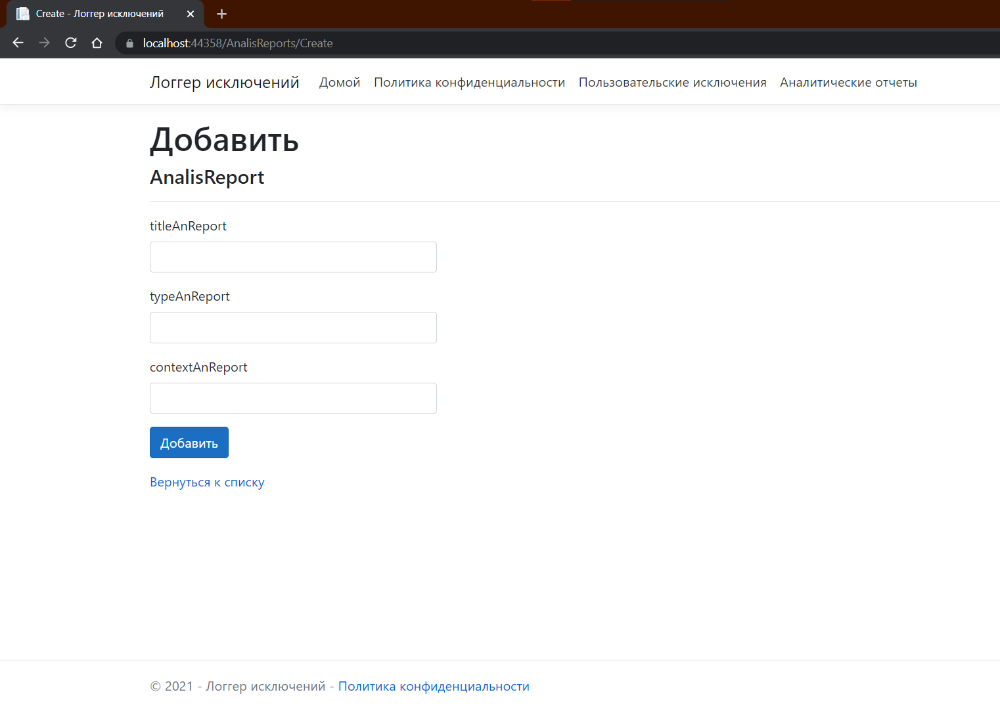 Create - Логгер исключений
localhost:44358/AnalisReports/Create
Логгер исключений Домой Политика конфиденциальности Пользовательские исключения Аналитические отчеты
Добавить
AnalisReport
titleAnReport
typeAnReport
contextAnReport
Добавить
Вернуться к списку
© 2021 - Логгер исключений - Политика конфиденциальности